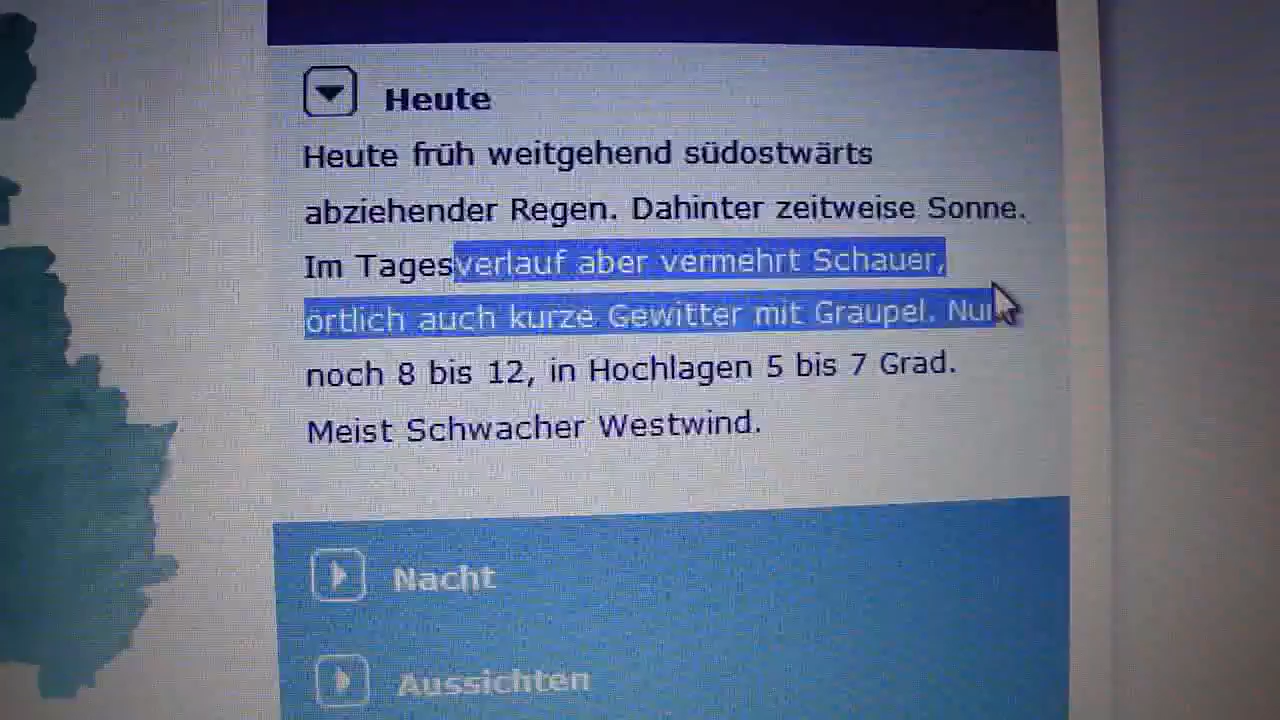 Heute
Heute früh weitgehend südostwärts
abziehender Regen. Dahinter zeitweise Sonne.
Im Tagesverlauf aber vermehrt Schauer,
örtlich auch kurze Gewitter mit Graupel. Nur
noch 8 bis 12, in Hochlagen 5 bis 7 Grad.
Meist Schwacher Westwind.
Nacht
Aussichten